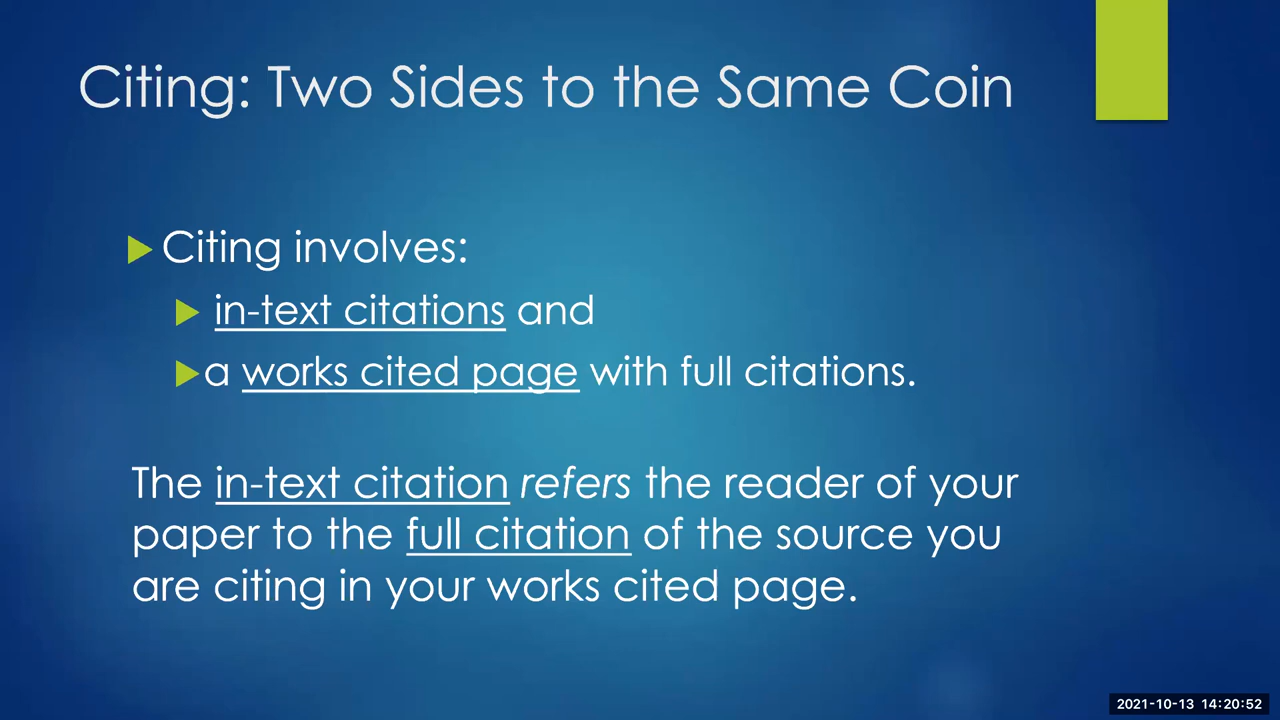 Citing: Two Sides to the Same Coin
Citing involves:
in-text citations and
a works cited page with full citations.
The in-text citation refers the reader of your
paper to the full citation of the source you
are citing in your works cited page.
2021-10-13 14:20:52